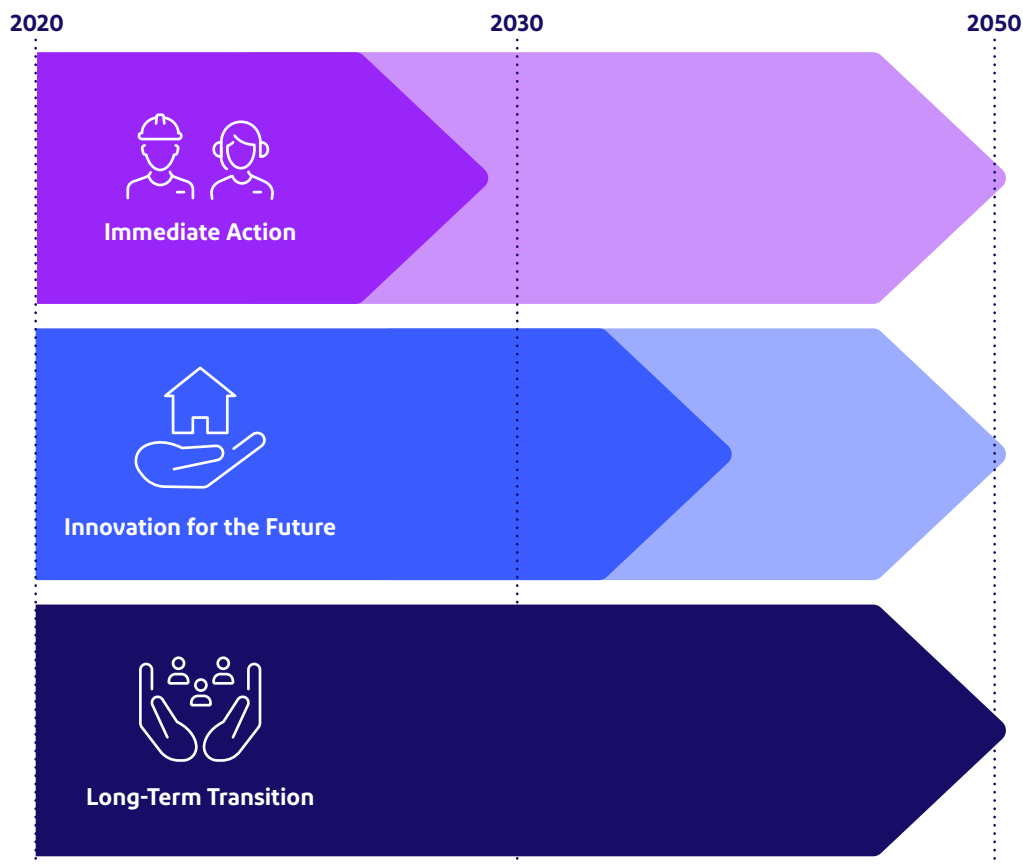 2020 2030 2050
Immediate Action
Innovation for the Future
Long-Term Transition